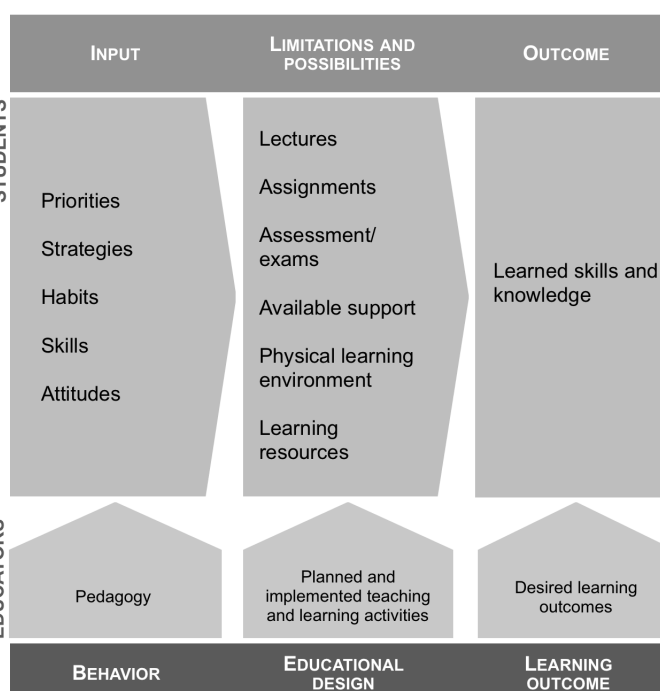 INPUT
LIMITATIONS AND
POSSIBILITIES
OUTCOME
STUDENTS
Priorities
Strategies
Habits
Skills
Attitudes
Lectures
Assignments
Assessment/
exams
Available support
Physical learning
environment
Learning
resources
Learned skills and
knowledge
EDUCATORS
Pedagogy
Planned and
implemented teaching
and learning activities
Desired learning
outcomes
BEHAVIOR
EDUCATIONAL
DESIGN
LEARNING
OUTCOME